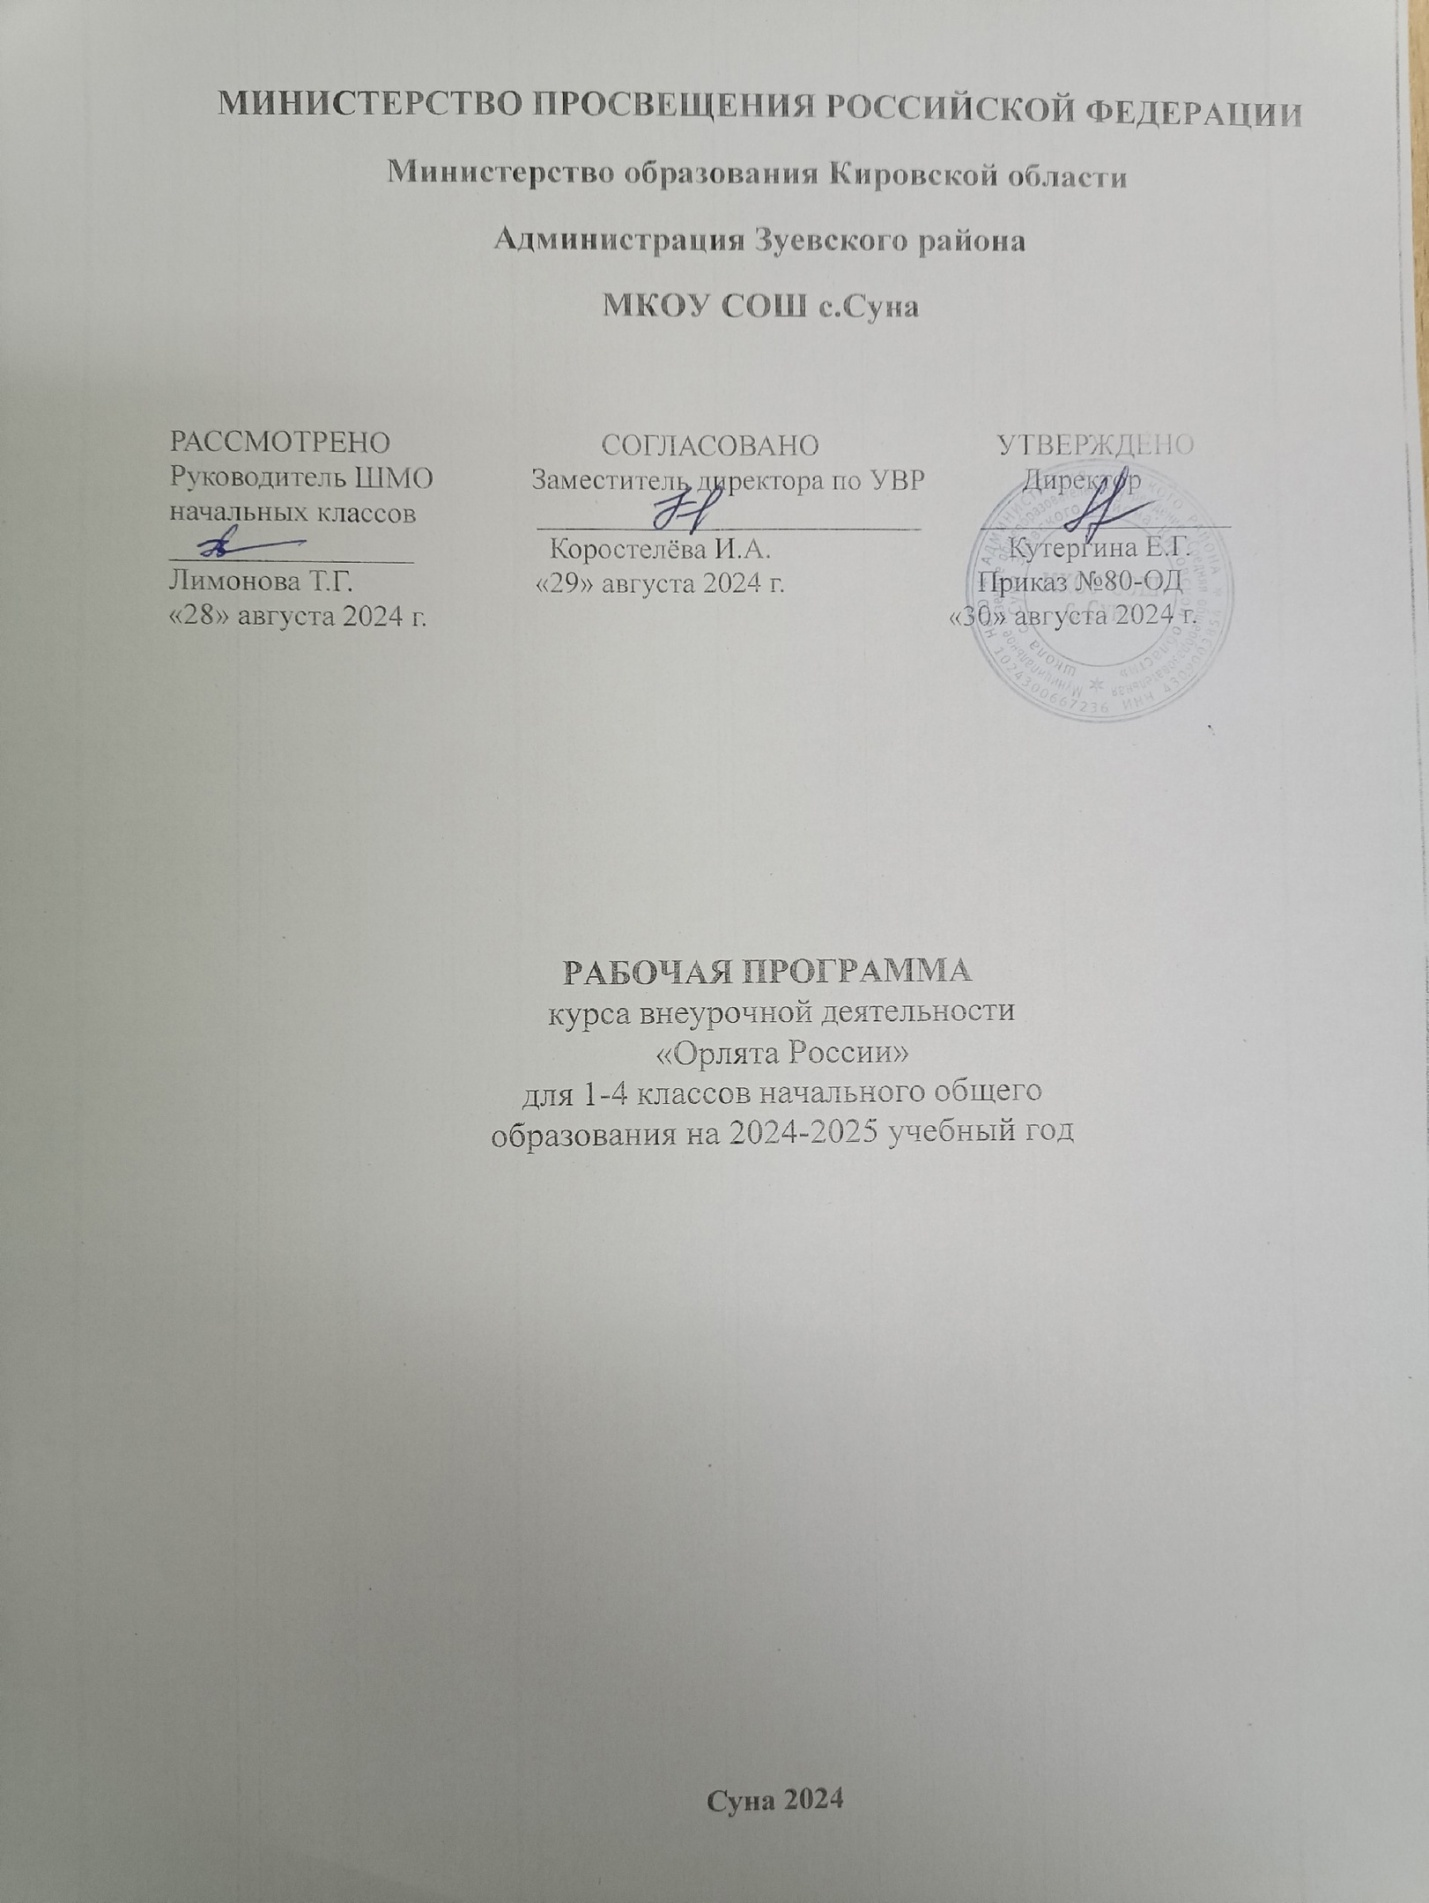 МИНИСТЕРСТВО ПРОСВЕЩЕНИЯ РОССИЙСКОЙ ФЕДЕРАЦИИ
Министерство образования Кировской области
Администрация Зуевского района
МКОУ СОШ с.Суна
РАССМОТРЕНО
Руководитель ШМО
начальных классов
Лимонова Т.Г.
«28» августа 2024 г.
СОГЛАСОВАНО
Заместитель директора по УВР
Коростелёва И.А.
«29» августа 2024 г.
УТВЕРЖДЕНО
Директор
Кутергина Е.Г.
Приказ №80-ОД
«30» августа 2024 г.
1024300667236 ИНН
РАБОЧАЯ ПРОГРАММА
курса внеурочной деятельности
«Орлята России»
для 1-4 классов начального общего
образования на 2024-2025 учебный год
Суна 2024